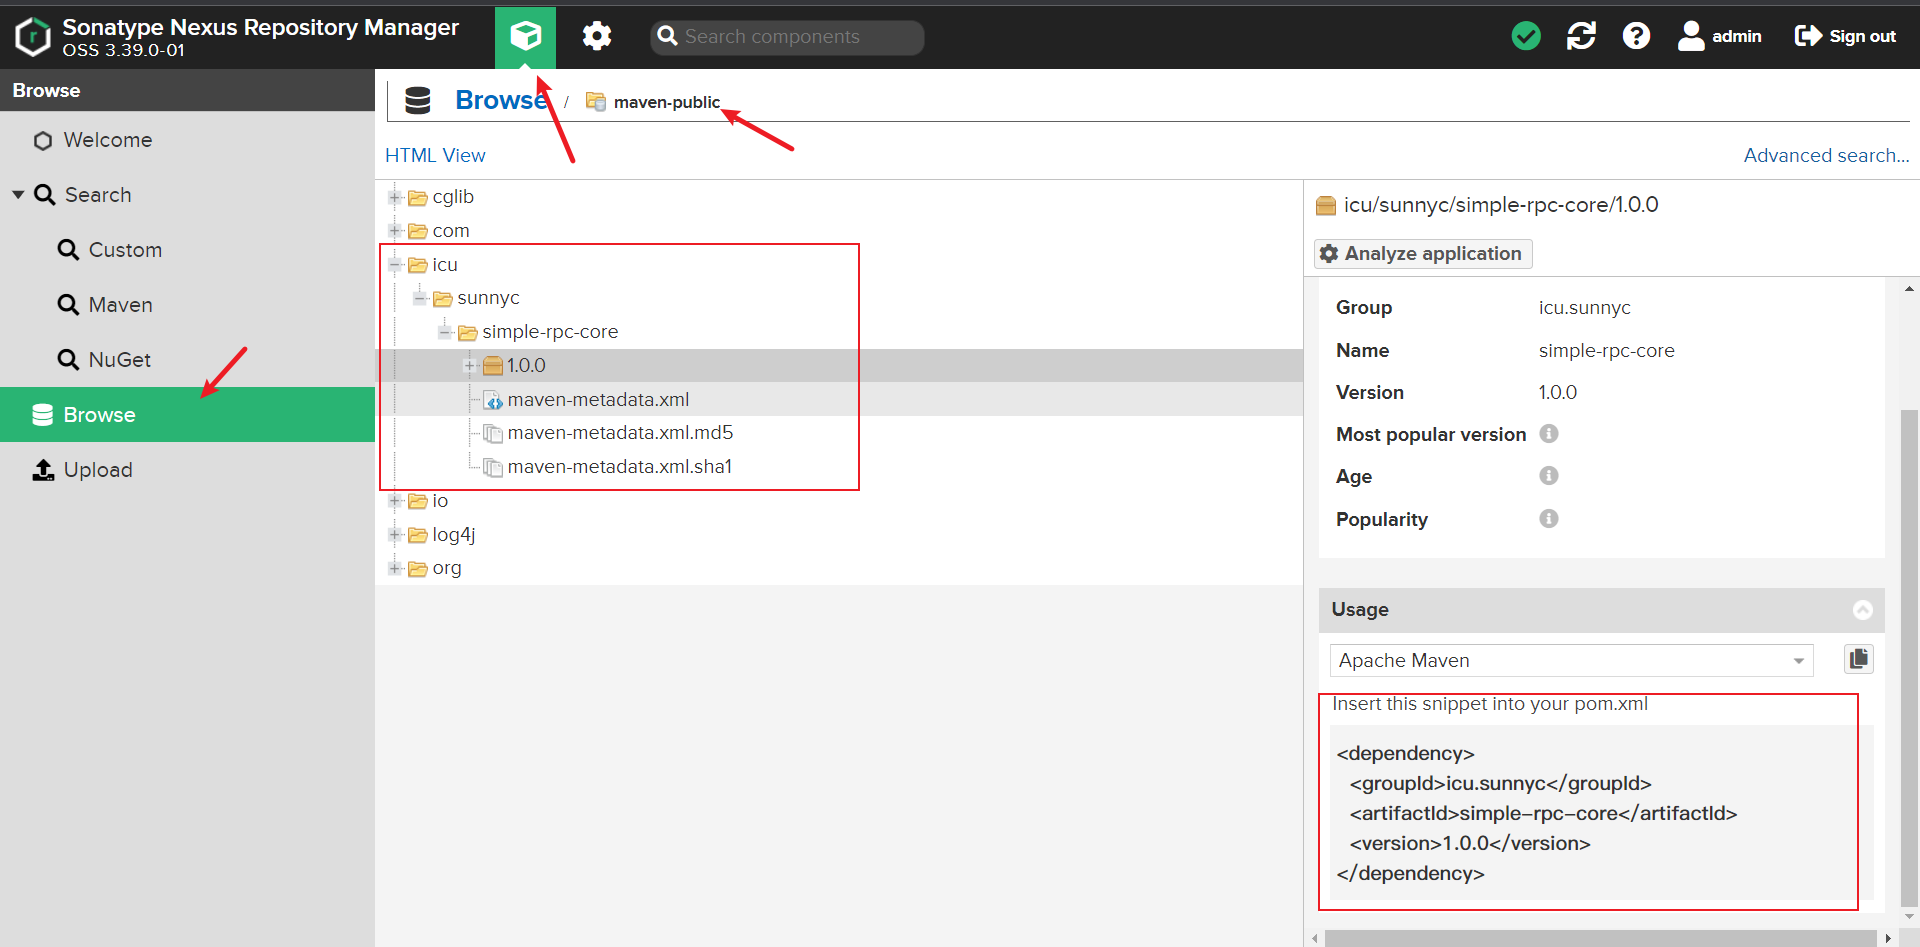 Sonatype Nexus Repository Manager
OSS 3.39.0-01
Search components
admin
Sign out
Browse
Welcome
Search
Custom
Maven
NuGet
Browse
Upload
Browse / maven-public
HTML View
Advanced search...
cglib
com
icu
sunnyc
simple-rpc-core
1.0.0
maven-metadata.xml
maven-metadata.xml.md5
maven-metadata.xml.sha1
io
log4j
org
icu/sunnyc/simple-rpc-core/1.0.0
Analyze application
Group icu.sunnyc
Name simple-rpc-core
Version 1.0.0
Most popular version
Age
Popularity
Usage
Apache Maven
Insert this snippet into your pom.xml
<dependency>
<groupId>icu.sunnyc</groupId>
<artifactId>simple-rpc-core</artifactId>
<version>1.0.0</version>
</dependency>